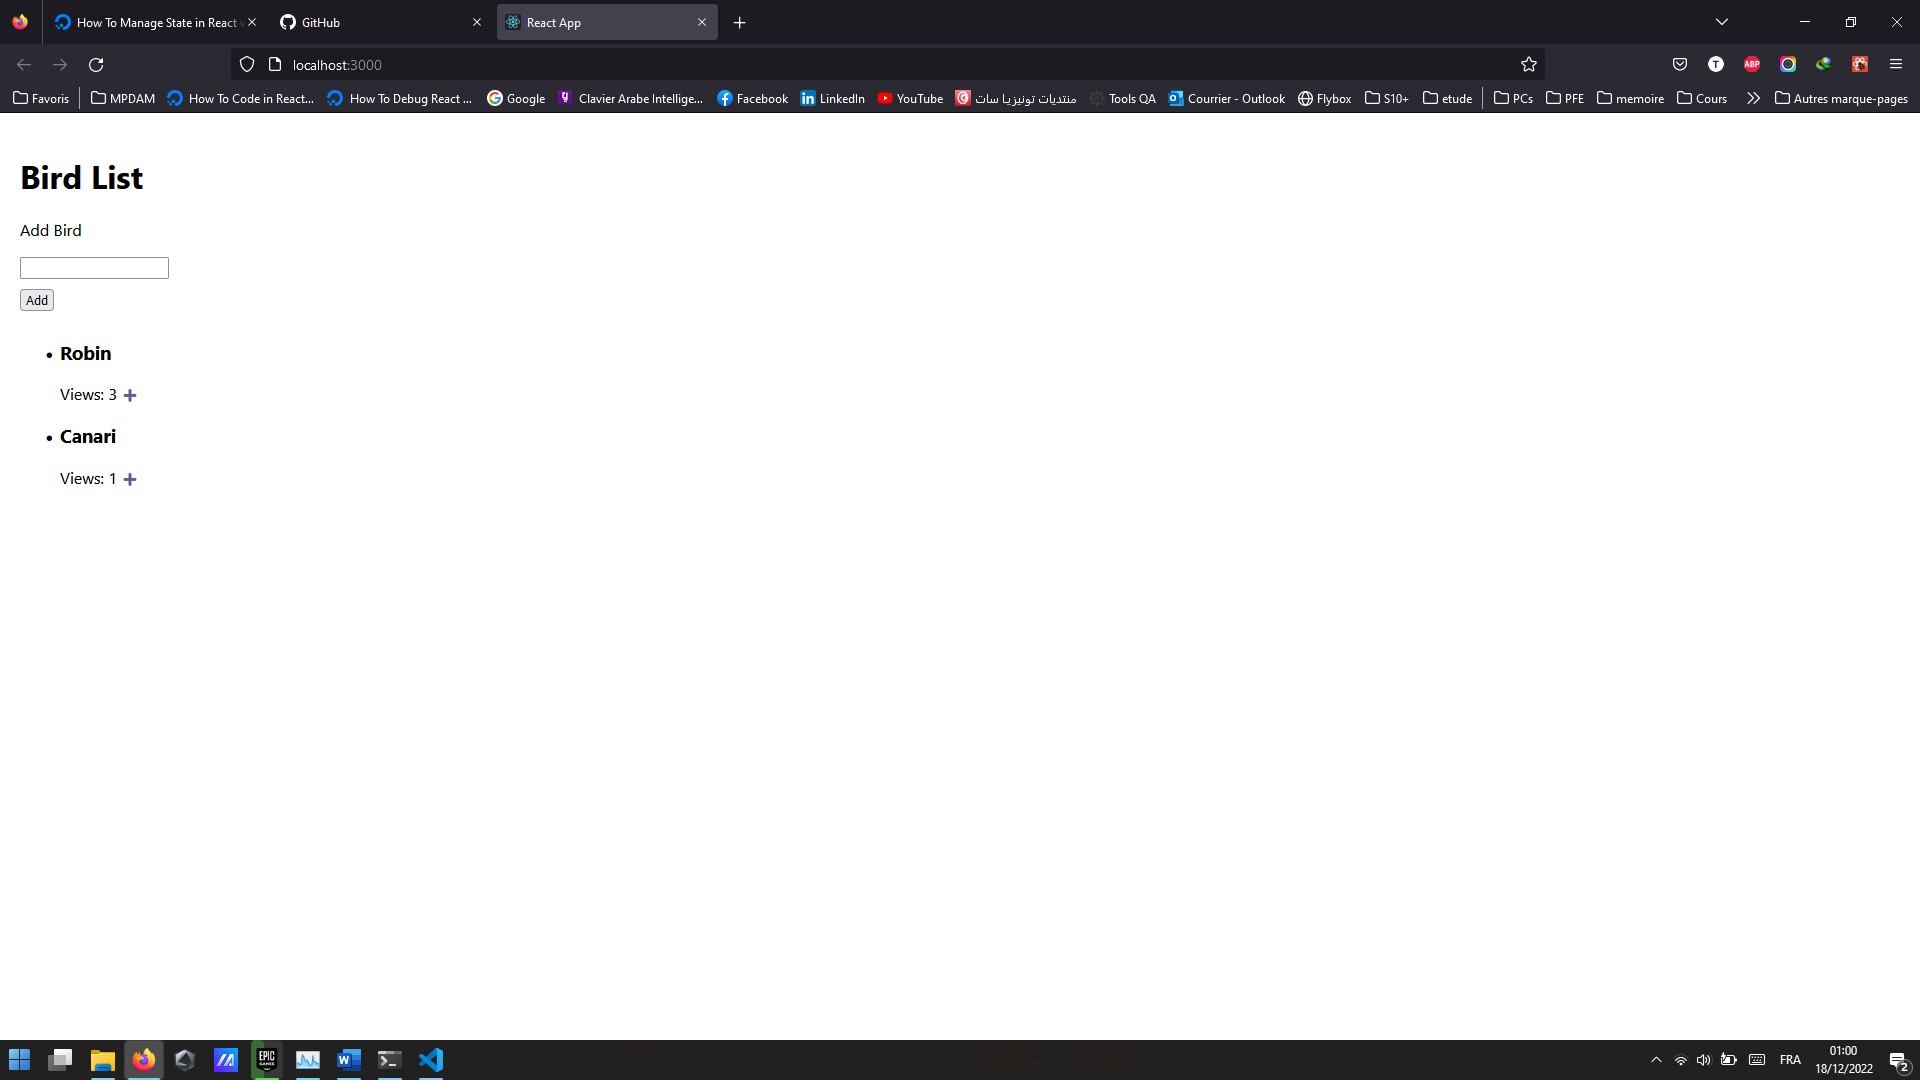 How To Manage State in React
GitHub
React App
localhost:3000
Favoris
MPDAM
How To Code in React...
How To Debug React ...
Google
Clavier Arabe Intellige...
Facebook
LinkedIn
YouTube
منتديات تونيزيا سات
Tools QA
Courrier - Outlook
Flybox
S10+
etude
PCs
PFE
memoire
Cours
Autres marque-pages
Bird List
Add Bird
Add
Robin
Views: 3
Canari
Views: 1
FRA
01:00
18/12/2022
2